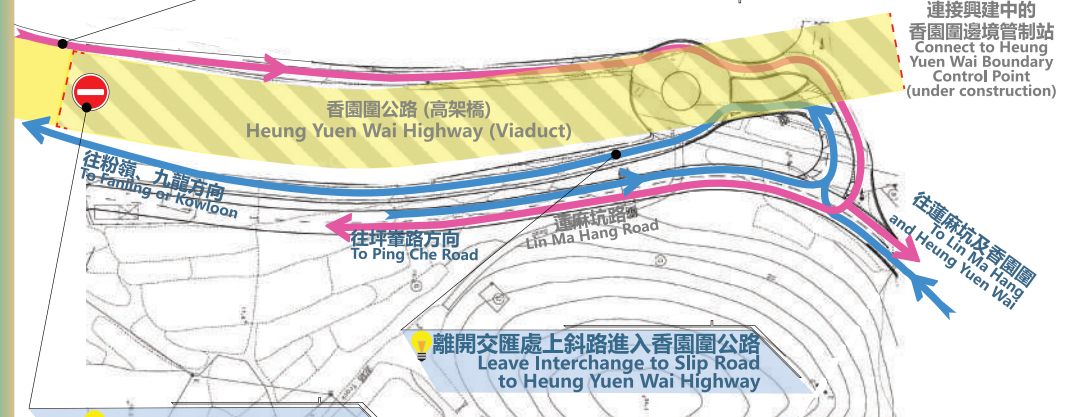 連接興建中的
香園圍邊境管制站
Connect to Heung
Yuen Wai Boundary
Control Point
(under construction)
香園圍公路 (高架橋)
Heung Yuen Wai Highway (Viaduct)
往粉嶺、九龍方向
To Fanling or Kowloon
蓮麻坑路
Lin Ma Hang Road
往坪輋路方向
To Ping Che Road
往蓮麻坑及香園圍
To Lin Ma Hang
and Heung Yuen Wai
離開交匯處上斜路進入香園圍公路
Leave Interchange to Slip Road
to Heung Yuen Wai Highway